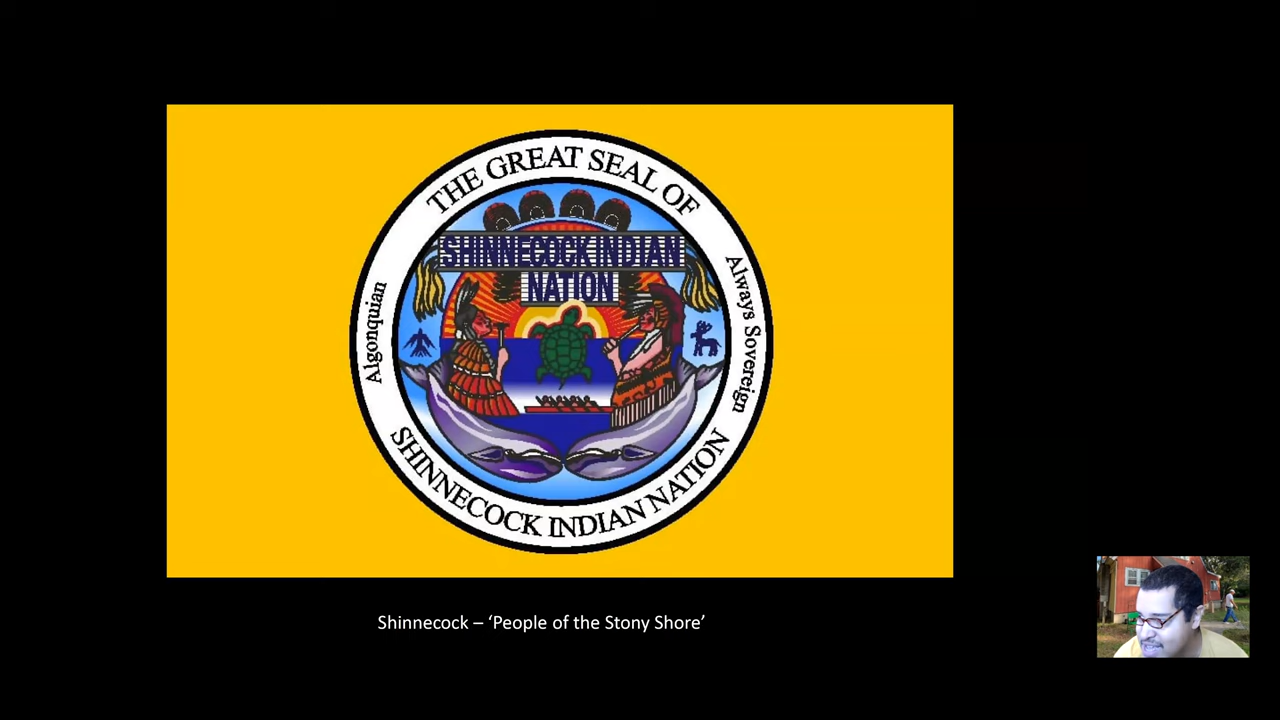 THE GREAT SEAL OF
SHINNECOCK INDIAN
NATION
Algonquian
Always Sovereign
SHINNECOCK INDIAN NATION
Shinnecock – ‘People of the Stony Shore’